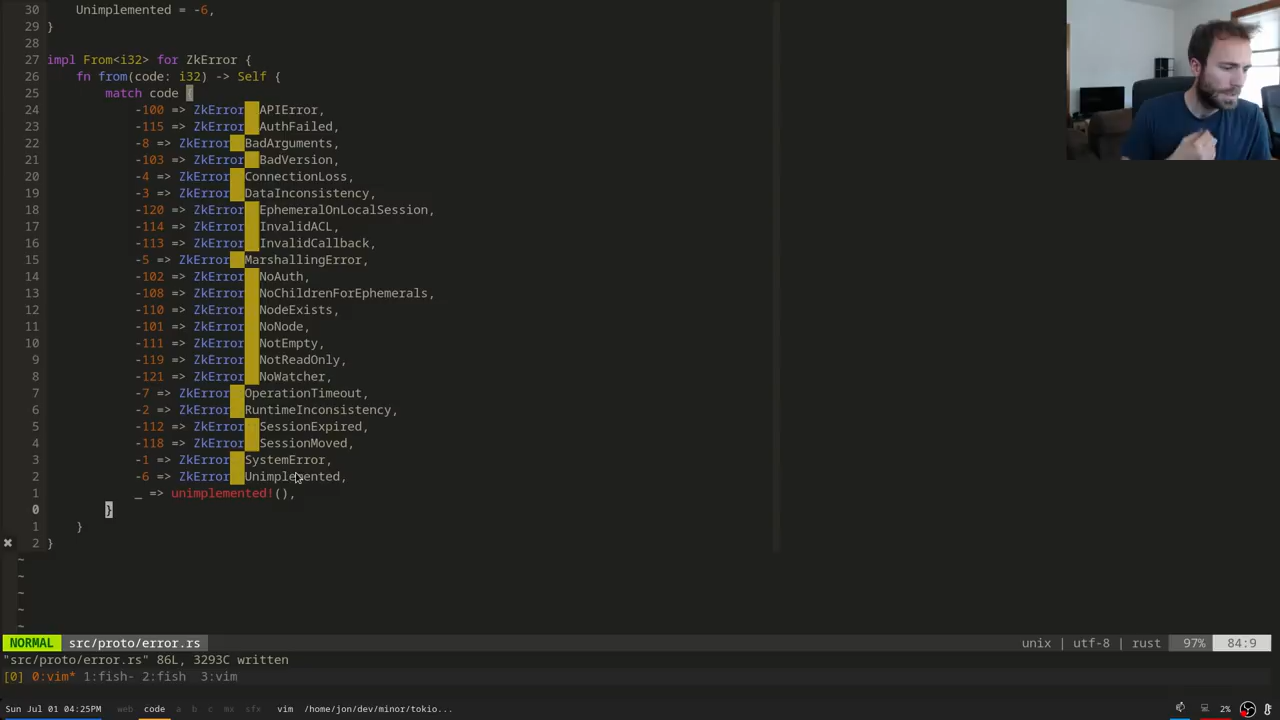 30 Unimplemented = -6,
29 }
28
27 impl From<i32> for ZkError {
26 fn from(code: i32) -> Self {
25 match code {
24 -100 => ZkError APIError,
23 -115 => ZkError AuthFailed,
22 -8 => ZkError BadArguments,
21 -103 => ZkError BadVersion,
20 -4 => ZkError ConnectionLoss,
19 -3 => ZkError DataInconsistency,
18 -120 => ZkError EphemeralOnLocalSession,
17 -114 => ZkError InvalidACL,
16 -113 => ZkError InvalidCallback,
15 -5 => ZkError MarshallingError,
14 -102 => ZkError NoAuth,
13 -108 => ZkError NoChildrenForEphemerals,
12 -110 => ZkError NodeExists,
11 -101 => ZkError NoNode,
10 -111 => ZkError NotEmpty,
9 -119 => ZkError NotReadOnly,
8 -121 => ZkError NoWatcher,
7 -7 => ZkError OperationTimeout,
6 -2 => ZkError RuntimeInconsistency,
5 -112 => ZkError SessionExpired,
4 -118 => ZkError SessionMoved,
3 -1 => ZkError SystemError,
2 -6 => ZkError Unimplemented,
1 _ => unimplemented!(),
0 }
1 }
2 }
~
~
~
~
~
NORMAL src/proto/error.rs unix | utf-8 | rust 97% 84:9
"src/proto/error.rs" 86L, 3293C written
[0] 0:vim* 1:fish- 2:fish 3:vim
Sun Jul 01 04:25PM web code a b c mx sfx vim /home/jon/dev/minor/tokio... 2%